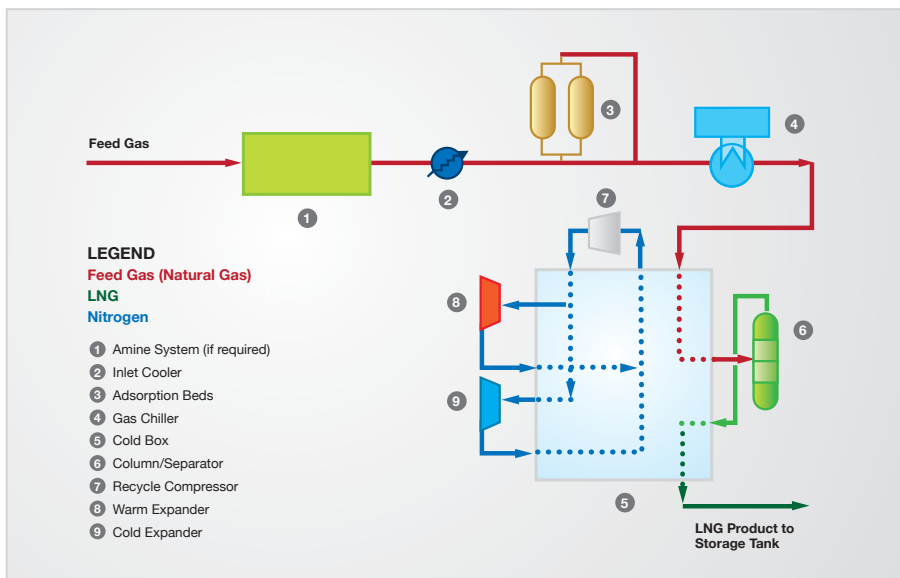 3
4
Feed Gas
1
2
7
LEGEND
Feed Gas (Natural Gas)
LNG
Nitrogen
8
6
1 Amine System (if required)
2 Inlet Cooler
3 Adsorption Beds
9
4 Gas Chiller
5 Cold Box
6 Column/Separator
7 Recycle Compressor
8 Warm Expander
9 Cold Expander
5
LNG Product to
Storage Tank